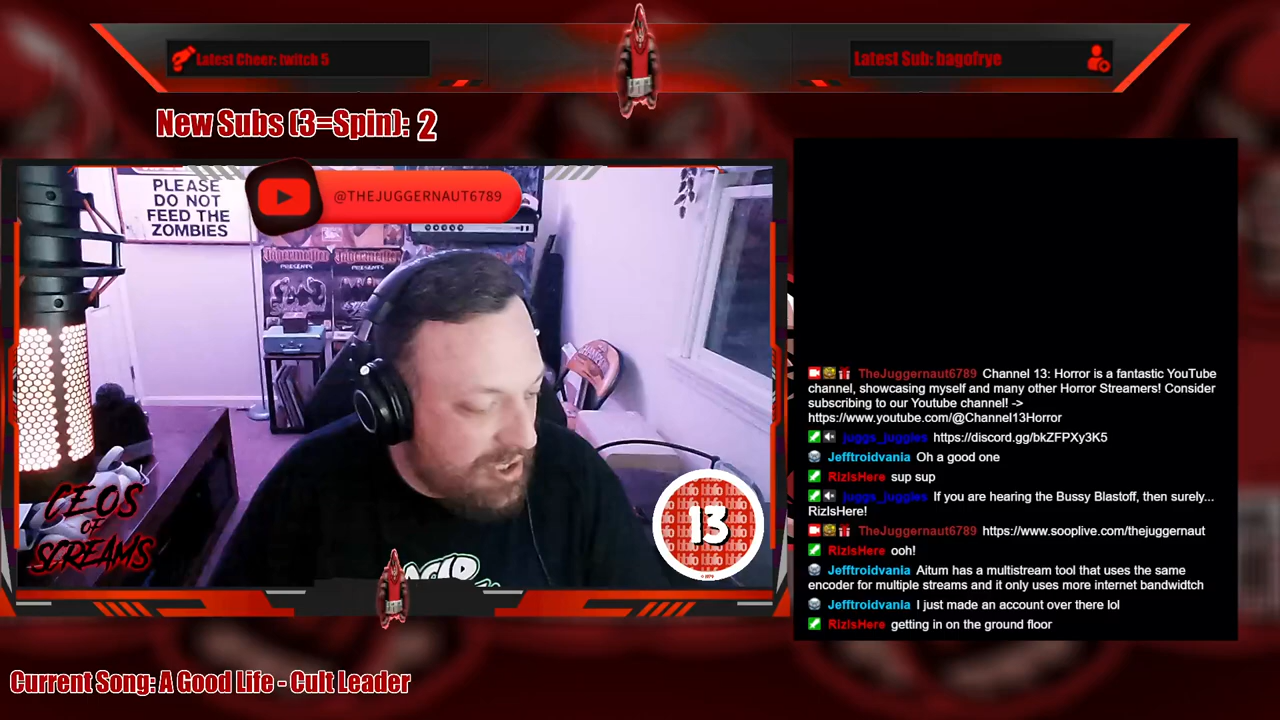 Latest Cheer: twitch 5
Latest Sub: bagofrye
New Subs (3=Spin): 2
PLEASE
DO NOT
FEED THE
ZOMBIES
@THEJUGGERNAUT6789
Jägermeister
PRESENTS
Jägermeister
PRESENTS
CEOS
OF
SCREAMS
13
TheJuggernaut6789 Channel 13: Horror is a fantastic YouTube
channel, showcasing myself and many other Horror Streamers! Consider
subscribing to our Youtube channel! ->
https://www.youtube.com/@Channel13Horror
juggs_juggles https://discord.gg/bkZFPXy3K5
Jefftroidvania Oh a good one
RizIsHere sup sup
juggs_juggles If you are hearing the Bussy Blastoff, then surely...
RizIsHere!
TheJuggernaut6789 https://www.sooplive.com/thejuggernaut
RizIsHere ooh!
Jefftroidvania Aitum has a multistream tool that uses the same
encoder for multiple streams and it only uses more internet bandwidtch
Jefftroidvania I just made an account over there lol
RizIsHere getting in on the ground floor
Current Song: A Good Life - Cult Leader